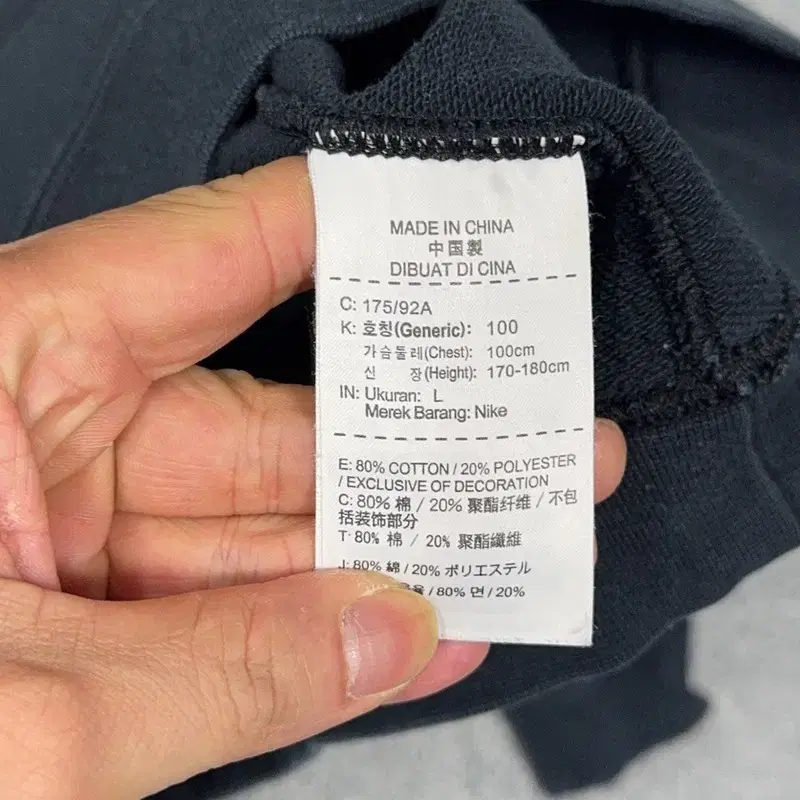 MADE IN CHINA
中国製
DIBUAT DI CINA
C: 175/92A
K: 호칭(Generic): 100
가슴둘레(Chest): 100cm
신 장(Height): 170-180cm
IN: Ukuran: L
Merek Barang: Nike
E: 80% COTTON / 20% POLYESTER
/ EXCLUSIVE OF DECORATION
C: 80% 棉 / 20% 聚酯纤维 / 不包
括装饰部分
T: 80% 棉 / 20% 聚酯纖維
J: 80% 綿 / 20% ポリエステル
/ 80% 면 / 20%